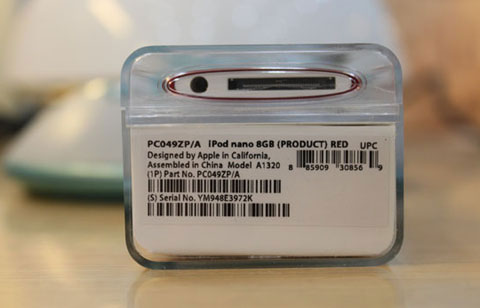 PC049ZP/A iPod nano 8GB (PRODUCT) RED UPC
Designed by Apple in California,
Assembled in China Model A1320
8 85909 30856 9
(1P) Part No. PC049ZP/A
(S) Serial No. YM948E3972K